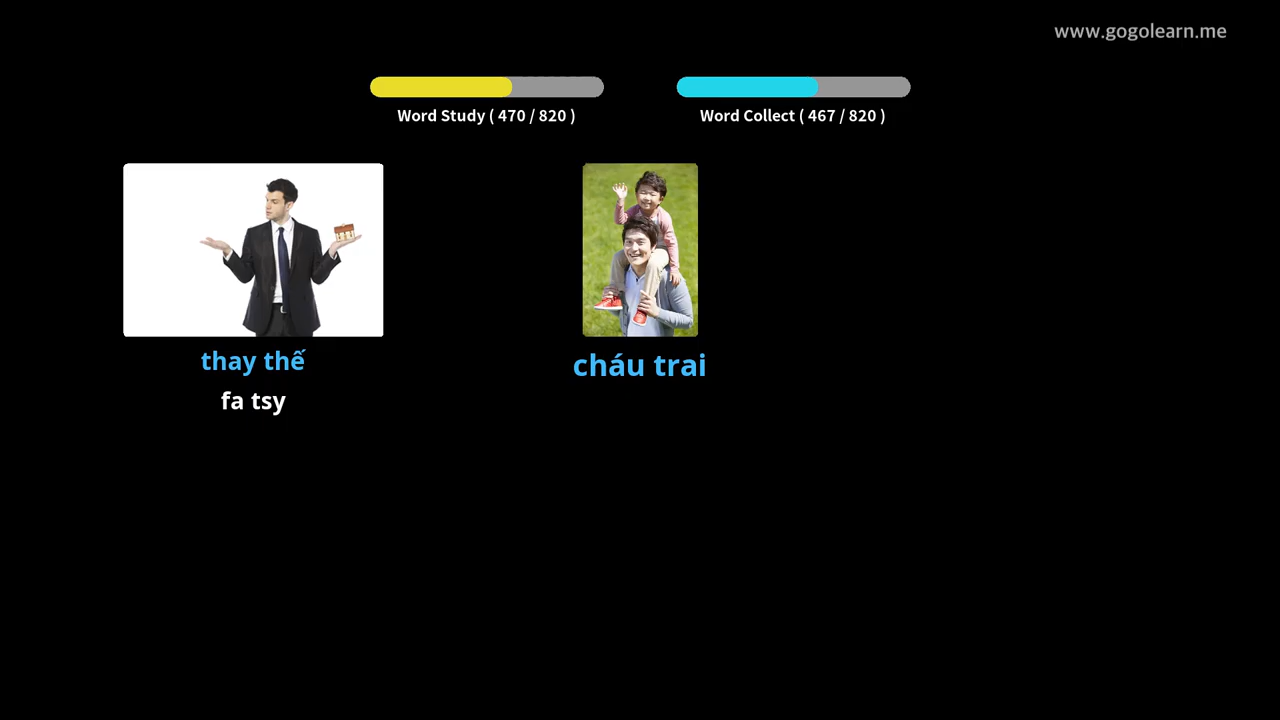 www.gogolearn.me
Word Study ( 470 / 820 )
Word Collect ( 467 / 820 )
thay thế
fa tsy
cháu trai